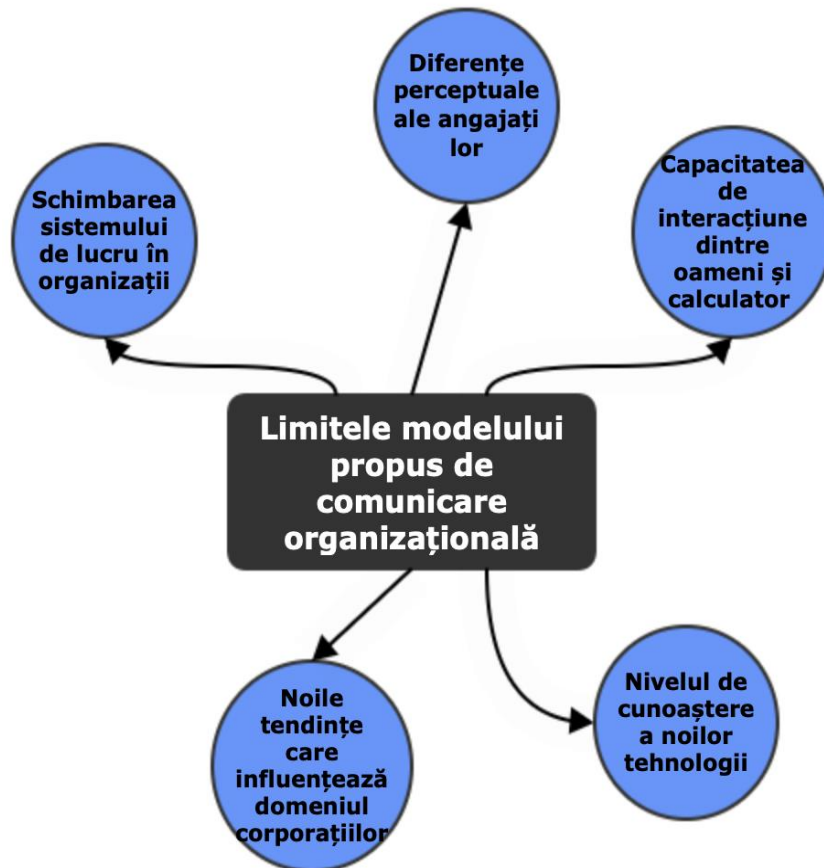 Diferențe
perceptuale
ale angajați
lor
Schimbarea
sistemului
de lucru în
organizații
Capacitatea
de
interacțiune
dintre
oameni și
calculator
Limitele modelului
propus de
comunicare
organizațională
Noile
tendințe
care
influențează
domeniul
corporațiilor
Nivelul de
cunoaștere
a noilor
tehnologii